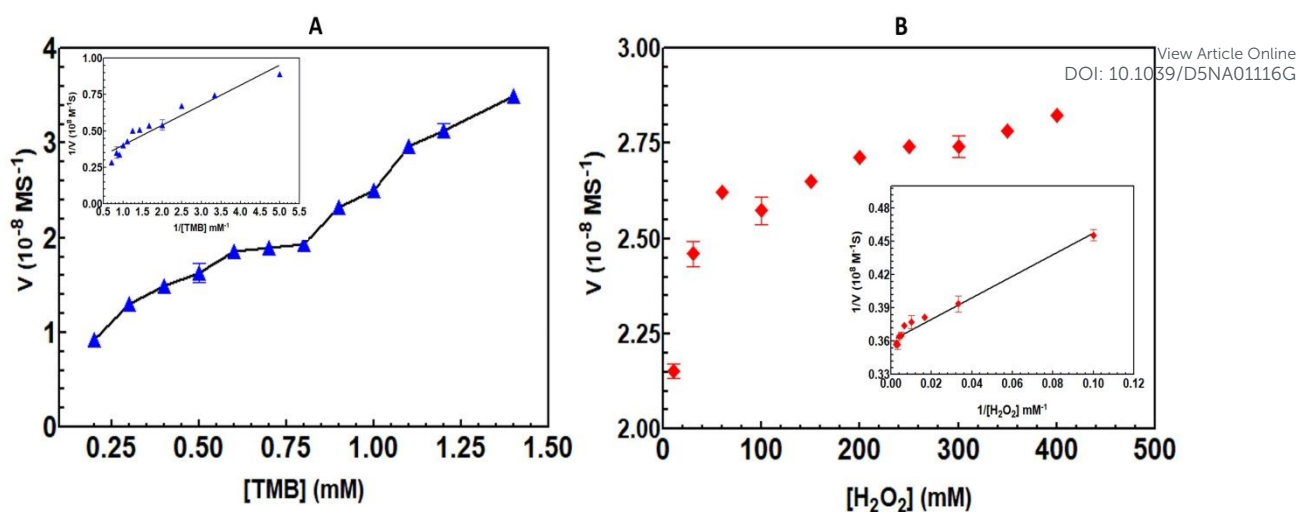 A
B
View Article Online
DOI: 10.1039/D5NA01116G
4
3
2
1
0
V (10⁻⁸ MS⁻¹)
0.25 0.50 0.75 1.00 1.25 1.50
[TMB] (mM)
1.00
0.75
0.50
0.25
0.00
1/V (10⁸ M⁻¹S)
0.5 1.0 1.5 2.0 2.5 3.0 3.5 4.0 4.5 5.0 5.5
1/[TMB] mM⁻¹
3.00
2.75
2.50
2.25
2.00
V (10⁻⁸ MS⁻¹)
0 100 200 300 400 500
[H₂O₂] (mM)
0.48
0.45
0.42
0.39
0.36
0.33
1/V (10⁸ M⁻¹S)
0.00 0.02 0.04 0.06 0.08 0.10 0.12
1/[H₂O₂] mM⁻¹